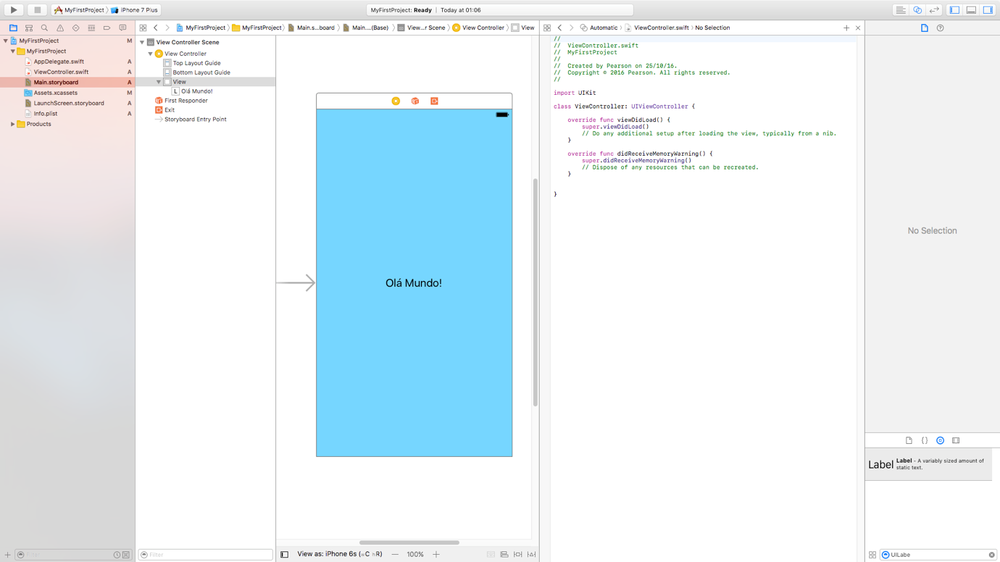 MyFirstProject iPhone 7 Plus
MyFirstProject: Ready Today at 01:06
MyFirstProject MyFirstProject Main.s...board Main....(Base) View...r Scene View Controller View
Automatic ViewController.swift No Selection
MyFirstProject M
MyFirstProject
AppDelegate.swift A
ViewController.swift A
Main.storyboard A
Assets.xcassets M
LaunchScreen.storyboard A
Info.plist A
Products
View Controller Scene
View Controller
Top Layout Guide
Bottom Layout Guide
View
L Olá Mundo!
First Responder
Exit
Storyboard Entry Point
Olá Mundo!
//
// ViewController.swift
// MyFirstProject
//
// Created by Pearson on 25/10/16.
// Copyright © 2016 Pearson. All rights reserved.
//
import UIKit
class ViewController: UIViewController {
override func viewDidLoad() {
super.viewDidLoad()
// Do any additional setup after loading the view, typically from a nib.
}
override func didReceiveMemoryWarning() {
super.didReceiveMemoryWarning()
// Dispose of any resources that can be recreated.
}
}
No Selection
Label Label - A variably sized amount of
static text.
Filter
Filter
View as: iPhone 6s (wC hR) — 100% +
UILabe